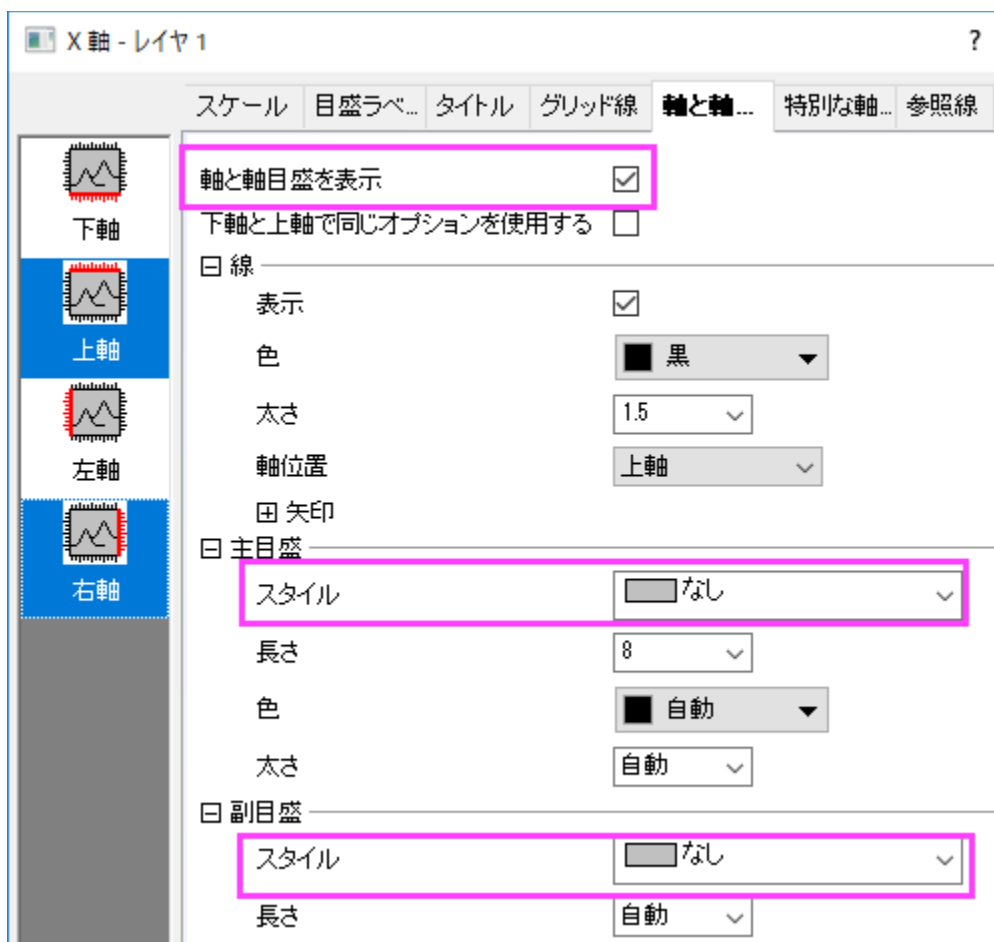 X 軸 - レイヤ 1 ?
スケール 目盛ラベ... タイトル グリッド線 軸と軸... 特別な軸... 参照線
下軸
上軸
左軸
右軸
軸と軸目盛を表示
下軸と上軸で同じオプションを使用する
線
表示
色 黒
太さ 1.5
軸位置 上軸
矢印
主目盛
スタイル なし
長さ 8
色 自動
太さ 自動
副目盛
スタイル なし
長さ 自動